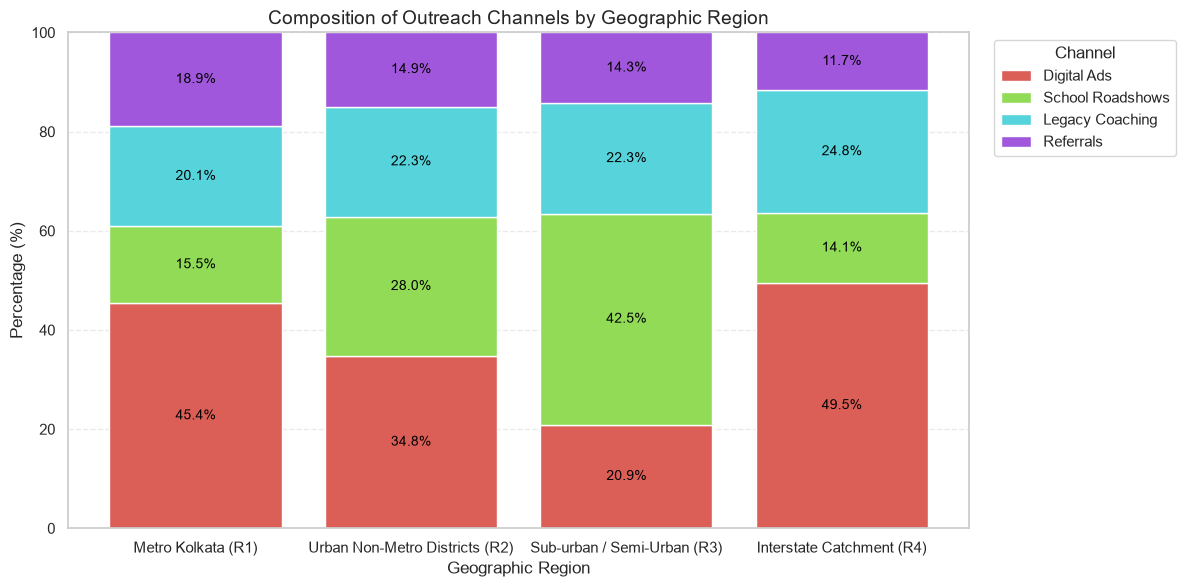 Composition of Outreach Channels by Geographic Region
Percentage (%)
100
80
60
40
20
0
18.9%
20.1%
15.5%
45.4%
14.9%
22.3%
28.0%
34.8%
14.3%
22.3%
42.5%
20.9%
11.7%
24.8%
14.1%
49.5%
Metro Kolkata (R1)
Urban Non-Metro Districts (R2)
Sub-urban / Semi-Urban (R3)
Interstate Catchment (R4)
Geographic Region
Channel
Digital Ads
School Roadshows
Legacy Coaching
Referrals